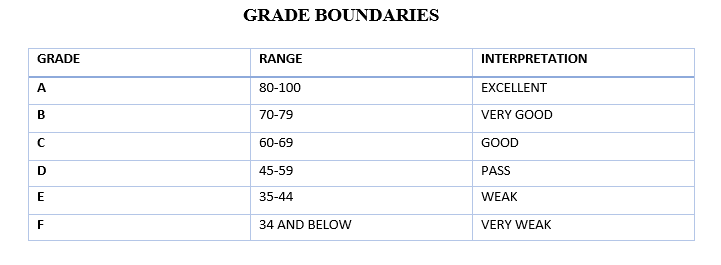 GRADE BOUNDARIES
GRADE RANGE INTERPRETATION
A 80-100 EXCELLENT
B 70-79 VERY GOOD
C 60-69 GOOD
D 45-59 PASS
E 35-44 WEAK
F 34 AND BELOW VERY WEAK